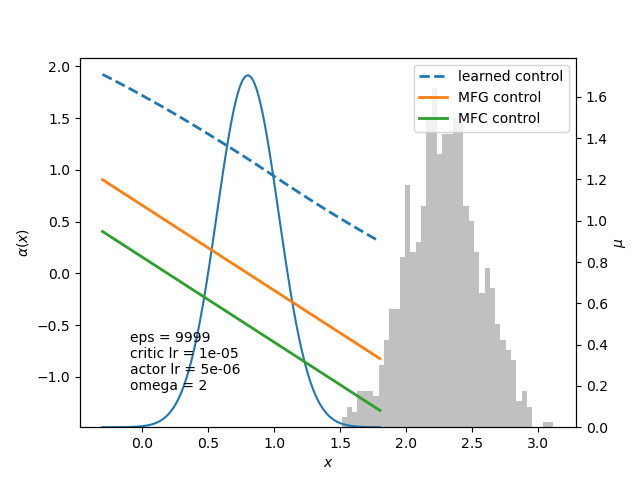 learned control
MFG control
MFC control
2.0
1.5
1.0
0.5
0.0
−0.5
−1.0
α(x)
1.6
1.4
1.2
1.0
0.8
0.6
0.4
0.2
0.0
μ
eps = 9999
critic lr = 1e-05
actor lr = 5e-06
omega = 2
0.0 0.5 1.0 1.5 2.0 2.5 3.0
x